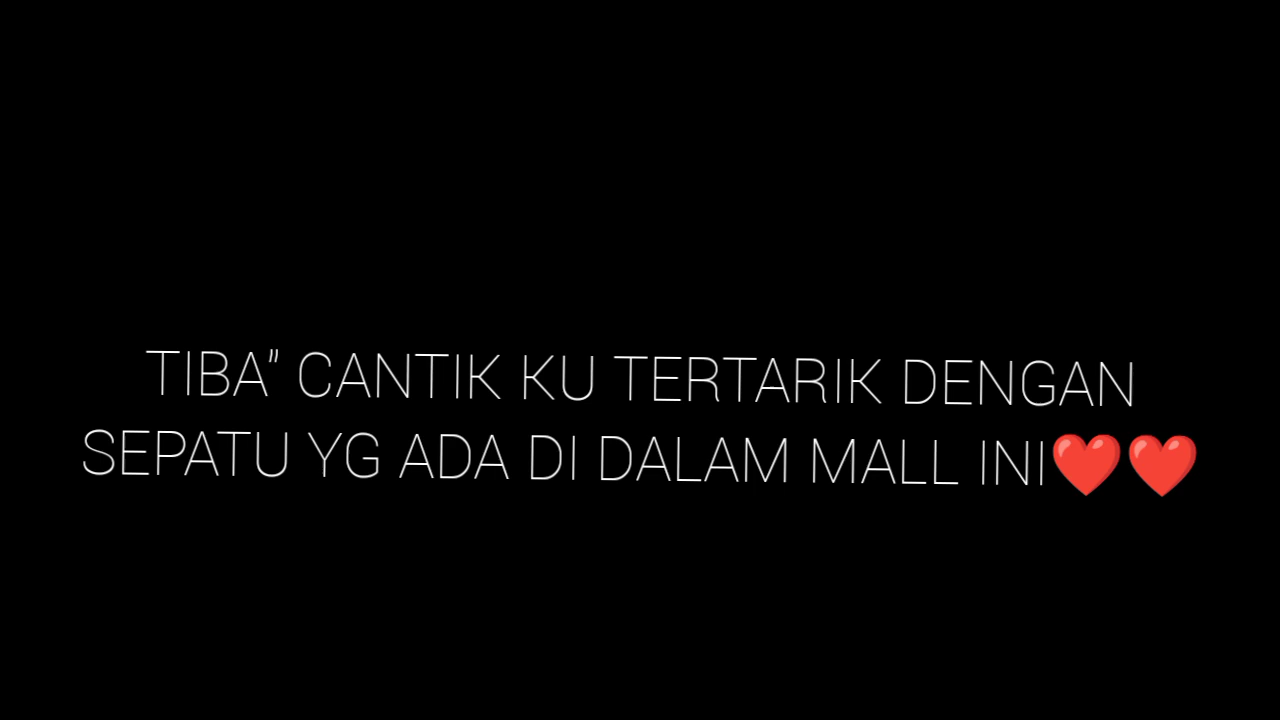 TIBA" CANTIK KU TERTARIK DENGAN
SEPATU YG ADA DI DALAM MALL INI❤️❤️